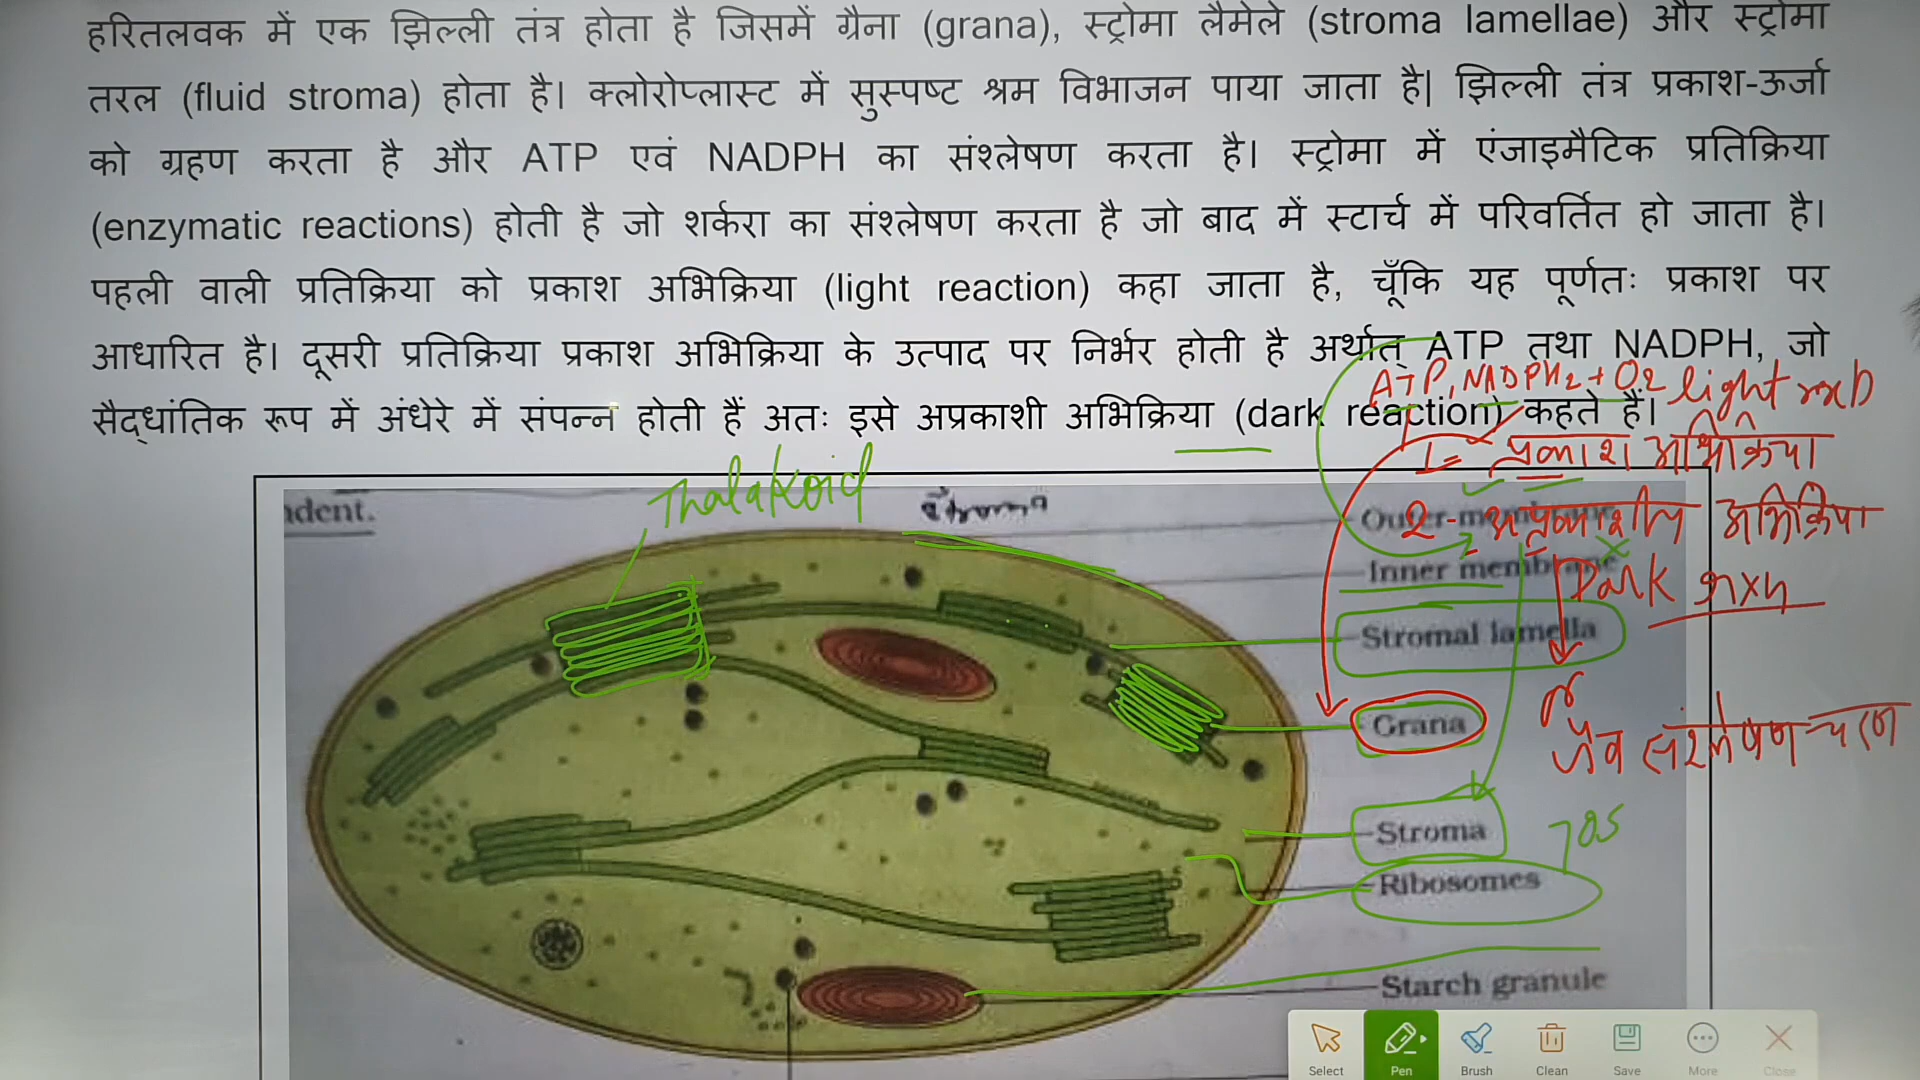 हरितलवक में एक झिल्ली तंत्र होता है जिसमें ग्रैना (grana), स्ट्रोमा लैमेले (stroma lamellae) और स्ट्रोमा
तरल (fluid stroma) होता है। क्लोरोप्लास्ट में सुस्पष्ट श्रम विभाजन पाया जाता है| झिल्ली तंत्र प्रकाश-ऊर्जा
को ग्रहण करता है और ATP एवं NADPH का संश्लेषण करता है। स्ट्रोमा में एंजाइमैटिक प्रतिक्रिया
(enzymatic reactions) होती है जो शर्करा का संश्लेषण करता है जो बाद में स्टार्च में परिवर्तित हो जाता है।
पहली वाली प्रतिक्रिया को प्रकाश अभिक्रिया (light reaction) कहा जाता है, चूँकि यह पूर्णतः प्रकाश पर
आधारित है। दूसरी प्रतिक्रिया प्रकाश अभिक्रिया के उत्पाद पर निर्भर होती है अर्थात् ATP तथा NADPH, जो
ATP, NADPH2 + O2 light rxn
सैद्धांतिक रूप में अंधेरे में संपन्न होती हैं अतः इसे अप्रकाशी अभिक्रिया (dark reaction) कहते हैं।
1= प्रकाश अभिक्रिया
Thalakoid
ndent.
Outer membrane
2- अप्रकाशीय अभिक्रिया
Inner membrane
Dark rxn
Stromal lamella
Grana
जैव संश्लेषण चरण
Stroma
70S
Ribosomes
Starch granule
Select Pen Brush Clean Save More Close